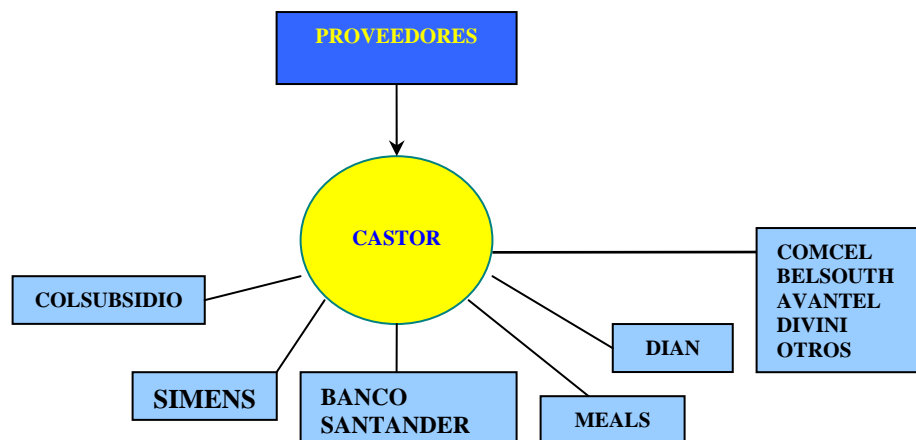 PROVEEDORES
CASTOR
COMCEL
BELSOUTH
AVANTEL
DIVINI
OTROS
COLSUBSIDIO
DIAN
SIMENS
BANCO
SANTANDER
MEALS